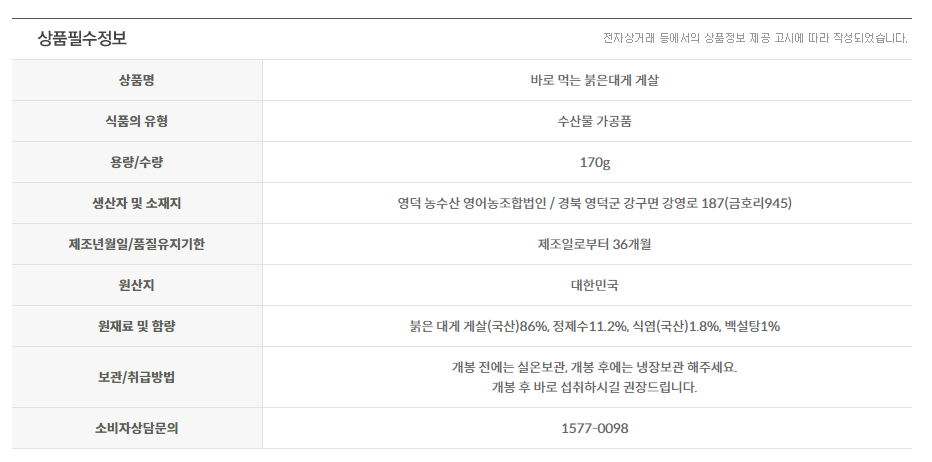 상품필수정보 전자상거래 등에서의 상품정보 제공 고시에 따라 작성되었습니다.
상품명 바로 먹는 붉은대게 게살
식품의 유형 수산물 가공품
용량/수량 170g
생산자 및 소재지 영덕 농수산 영어농조합법인 / 경북 영덕군 강구면 강영로 187(금호리945)
제조년월일/품질유지기한 제조일로부터 36개월
원산지 대한민국
원재료 및 함량 붉은 대게 게살(국산)86%, 정제수11.2%, 식염(국산)1.8%, 백설탕1%
보관/취급방법 개봉 전에는 실온보관, 개봉 후에는 냉장보관 해주세요.
개봉 후 바로 섭취하시길 권장드립니다.
소비자상담문의 1577-0098